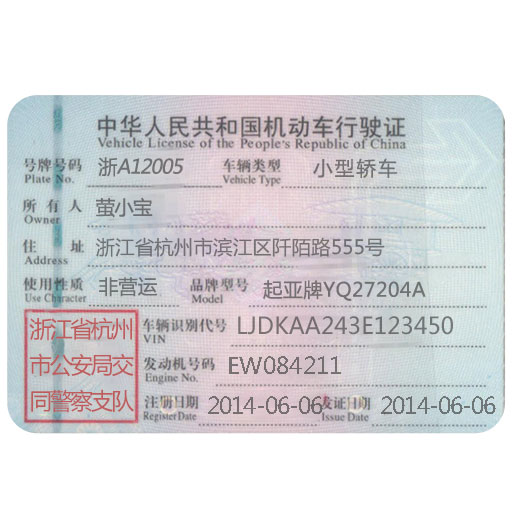 中华人民共和国机动车行驶证
Vehicle License of the People's Republic of China
号牌号码 浙A12005 车辆类型 小型轿车
Plate No. Vehicle Type
所有人 萤小宝
Owner
住址 浙江省杭州市滨江区阡陌路555号
Address
使用性质 非营运 品牌型号 起亚牌YQ27204A
Use Character Model
浙江省杭州 车辆识别代号 LJDKAA243E123450
VIN
市公安局交 发动机号码 EW084211
Engine No.
同警察支队 注册日期 2014-06-06 发证日期 2014-06-06
RegisterDate Issue Date